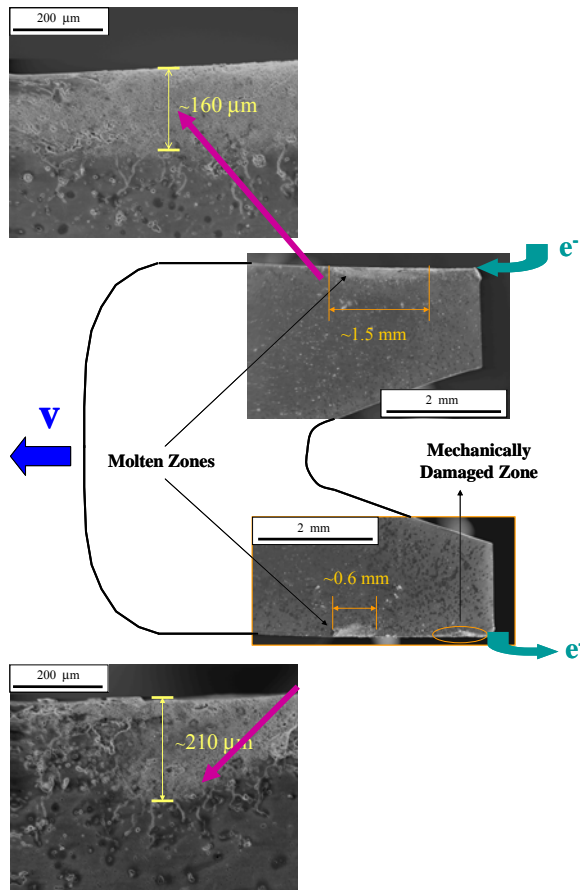 200 µm
~160 µm
e-
~1.5 mm
2 mm
v
Molten Zones
Mechanically
Damaged Zone
2 mm
~0.6 mm
e-
200 µm
~210 µm